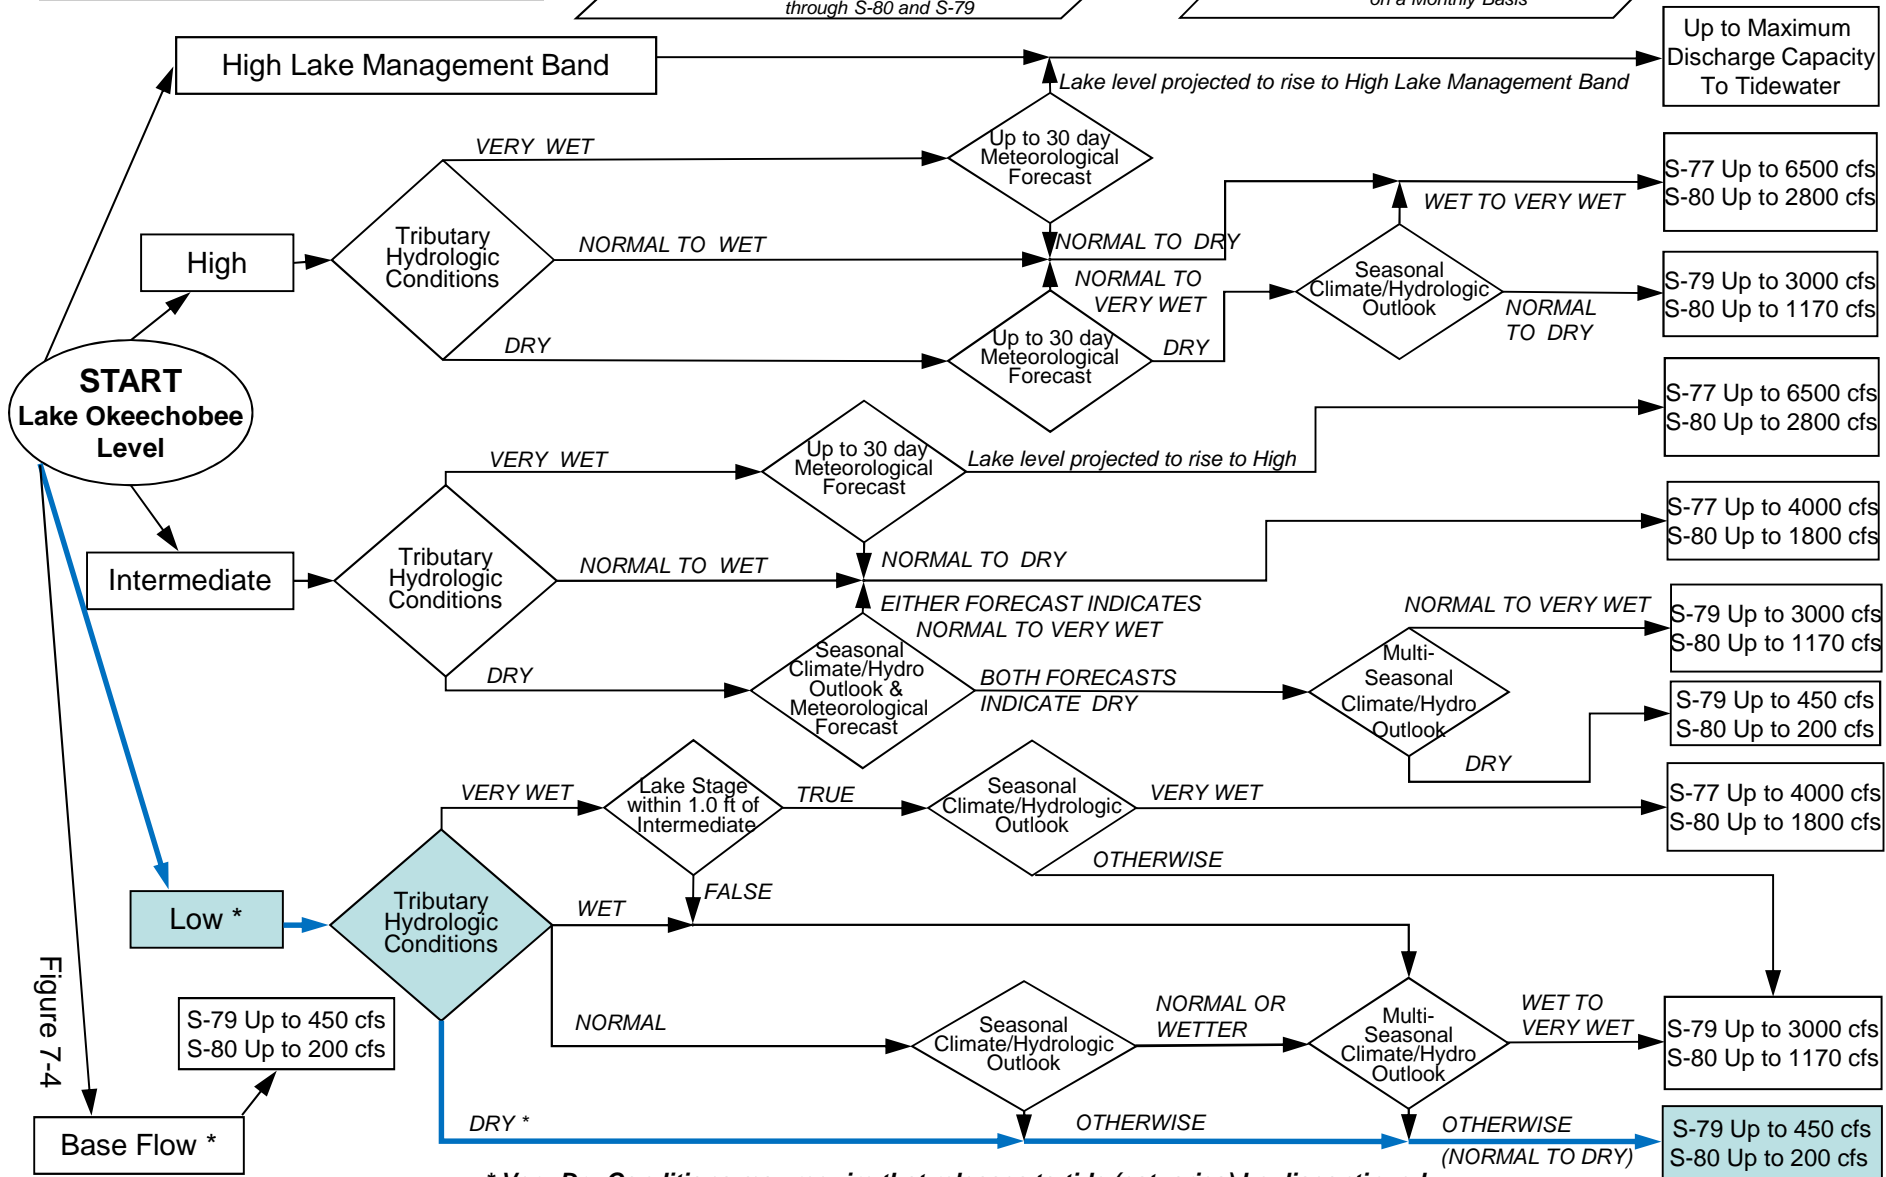 through S-80 and S-79
on a Monthly Basis
Up to Maximum
Discharge Capacity
To Tidewater
High Lake Management Band
Lake level projected to rise to High Lake Management Band
VERY WET
Up to 30 day
Meteorological
Forecast
S-77 Up to 6500 cfs
S-80 Up to 2800 cfs
WET TO VERY WET
High
Tributary
Hydrologic
Conditions
NORMAL TO WET
NORMAL TO DRY
NORMAL TO
VERY WET
Seasonal
Climate/Hydrologic
Outlook
NORMAL
TO DRY
S-79 Up to 3000 cfs
S-80 Up to 1170 cfs
DRY
Up to 30 day
Meteorological
Forecast
DRY
START
Lake Okeechobee
Level
S-77 Up to 6500 cfs
S-80 Up to 2800 cfs
VERY WET
Up to 30 day
Meteorological
Forecast
Lake level projected to rise to High
S-77 Up to 4000 cfs
S-80 Up to 1800 cfs
Intermediate
Tributary
Hydrologic
Conditions
NORMAL TO WET
NORMAL TO DRY
EITHER FORECAST INDICATES
NORMAL TO VERY WET
NORMAL TO VERY WET
S-79 Up to 3000 cfs
S-80 Up to 1170 cfs
DRY
Seasonal
Climate/Hydro
Outlook &
Meteorological
Forecast
BOTH FORECASTS
INDICATE DRY
Multi-
Seasonal
Climate/Hydro
Outlook
DRY
S-79 Up to 450 cfs
S-80 Up to 200 cfs
VERY WET
Lake Stage
within 1.0 ft of
Intermediate
TRUE
Seasonal
Climate/Hydrologic
Outlook
VERY WET
S-77 Up to 4000 cfs
S-80 Up to 1800 cfs
OTHERWISE
FALSE
Low *
Tributary
Hydrologic
Conditions
WET
NORMAL
Seasonal
Climate/Hydrologic
Outlook
NORMAL OR
WETTER
Multi-
Seasonal
Climate/Hydro
Outlook
WET TO
VERY WET
S-79 Up to 3000 cfs
S-80 Up to 1170 cfs
Figure 7-4
S-79 Up to 450 cfs
S-80 Up to 200 cfs
Base Flow *
DRY *
OTHERWISE
OTHERWISE
(NORMAL TO DRY)
S-79 Up to 450 cfs
S-80 Up to 200 cfs